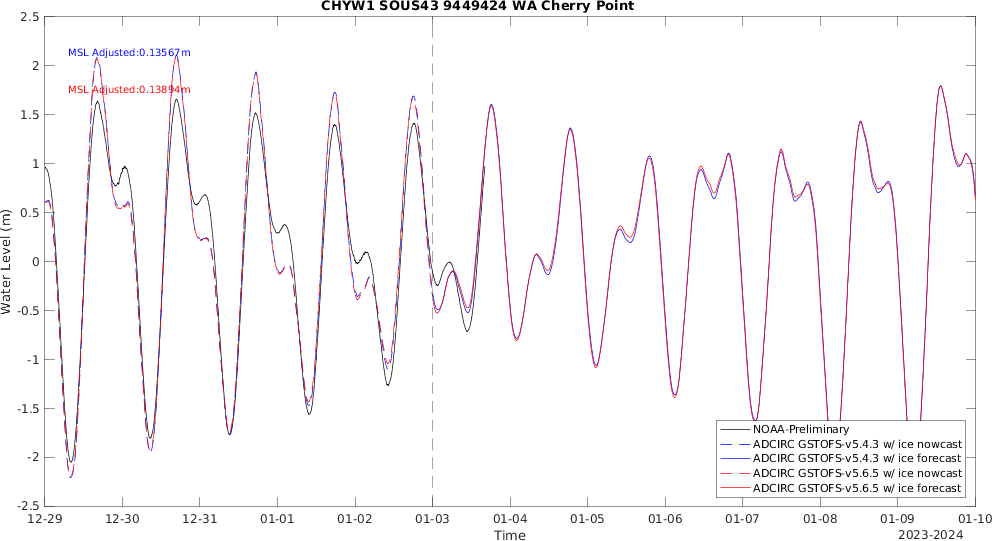 CHYW1 SOUS43 9449424 WA Cherry Point
2.5
2
1.5
1
0.5
0
-0.5
-1
-1.5
-2
-2.5
Water Level (m)
MSL Adjusted:0.13567m
MSL Adjusted:0.13894m
NOAA-Preliminary
ADCIRC GSTOFS-v5.4.3 w/ ice nowcast
ADCIRC GSTOFS-v5.4.3 w/ ice forecast
ADCIRC GSTOFS-v5.6.5 w/ ice nowcast
ADCIRC GSTOFS-v5.6.5 w/ ice forecast
12-29 12-30 12-31 01-01 01-02 01-03 01-04 01-05 01-06 01-07 01-08 01-09 01-10
Time
2023-2024